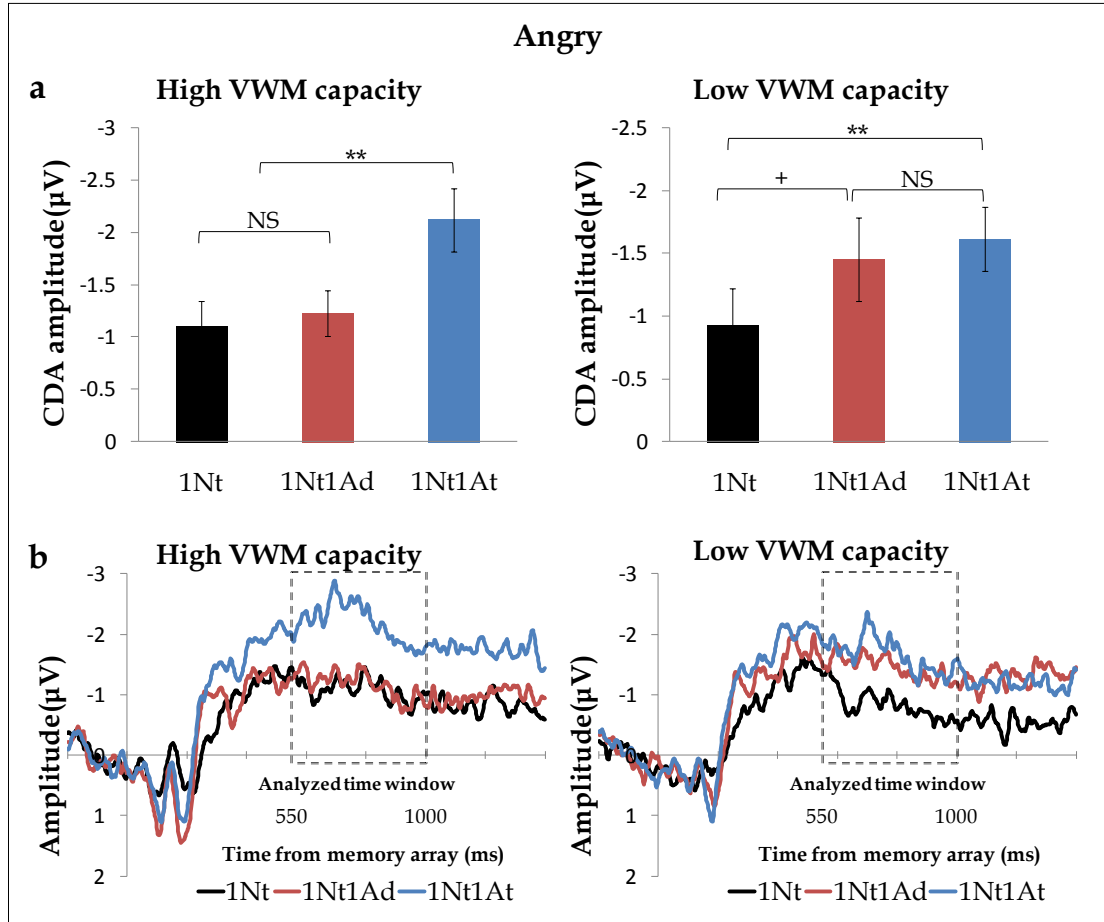 Angry
a
High VWM capacity
Low VWM capacity
CDA amplitude(µV)
-3
-2.5
-2
-1.5
-1
-0.5
0
**
NS
1Nt
1Nt1Ad
1Nt1At
CDA amplitude(µV)
-2.5
-2
-1.5
-1
-0.5
0
**
+
NS
1Nt
1Nt1Ad
1Nt1At
b
High VWM capacity
Low VWM capacity
Amplitude(µV)
-3
-2
-1
0
1
2
Analyzed time window
550
1000
Time from memory array (ms)
1Nt
1Nt1Ad
1Nt1At
Amplitude(µV)
-3
-2
-1
0
1
2
Analyzed time window
550
1000
Time from memory array (ms)
1Nt
1Nt1Ad
1Nt1At